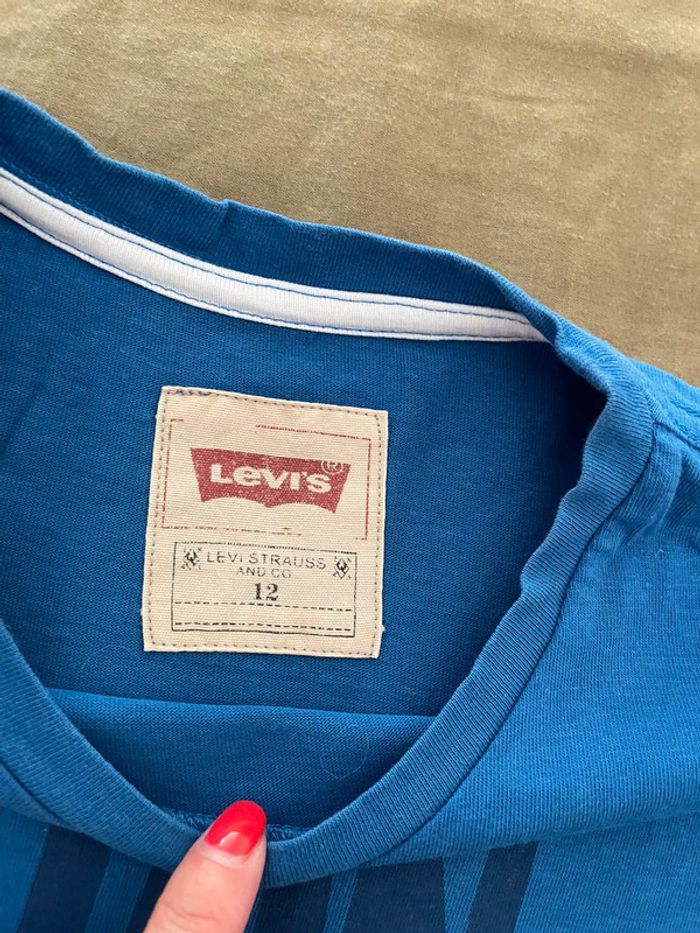 LEVI'S ®
LEVI STRAUSS
AND CO
12